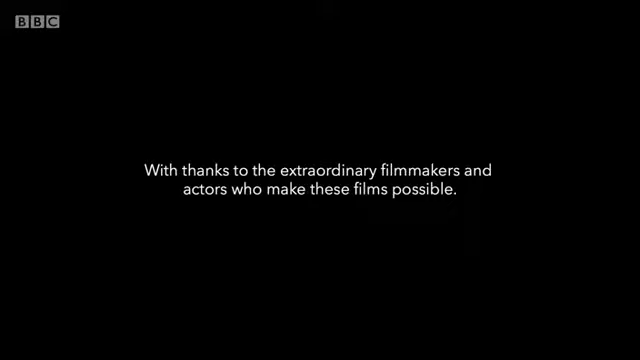 BBC
With thanks to the extraordinary filmmakers and
actors who make these films possible.